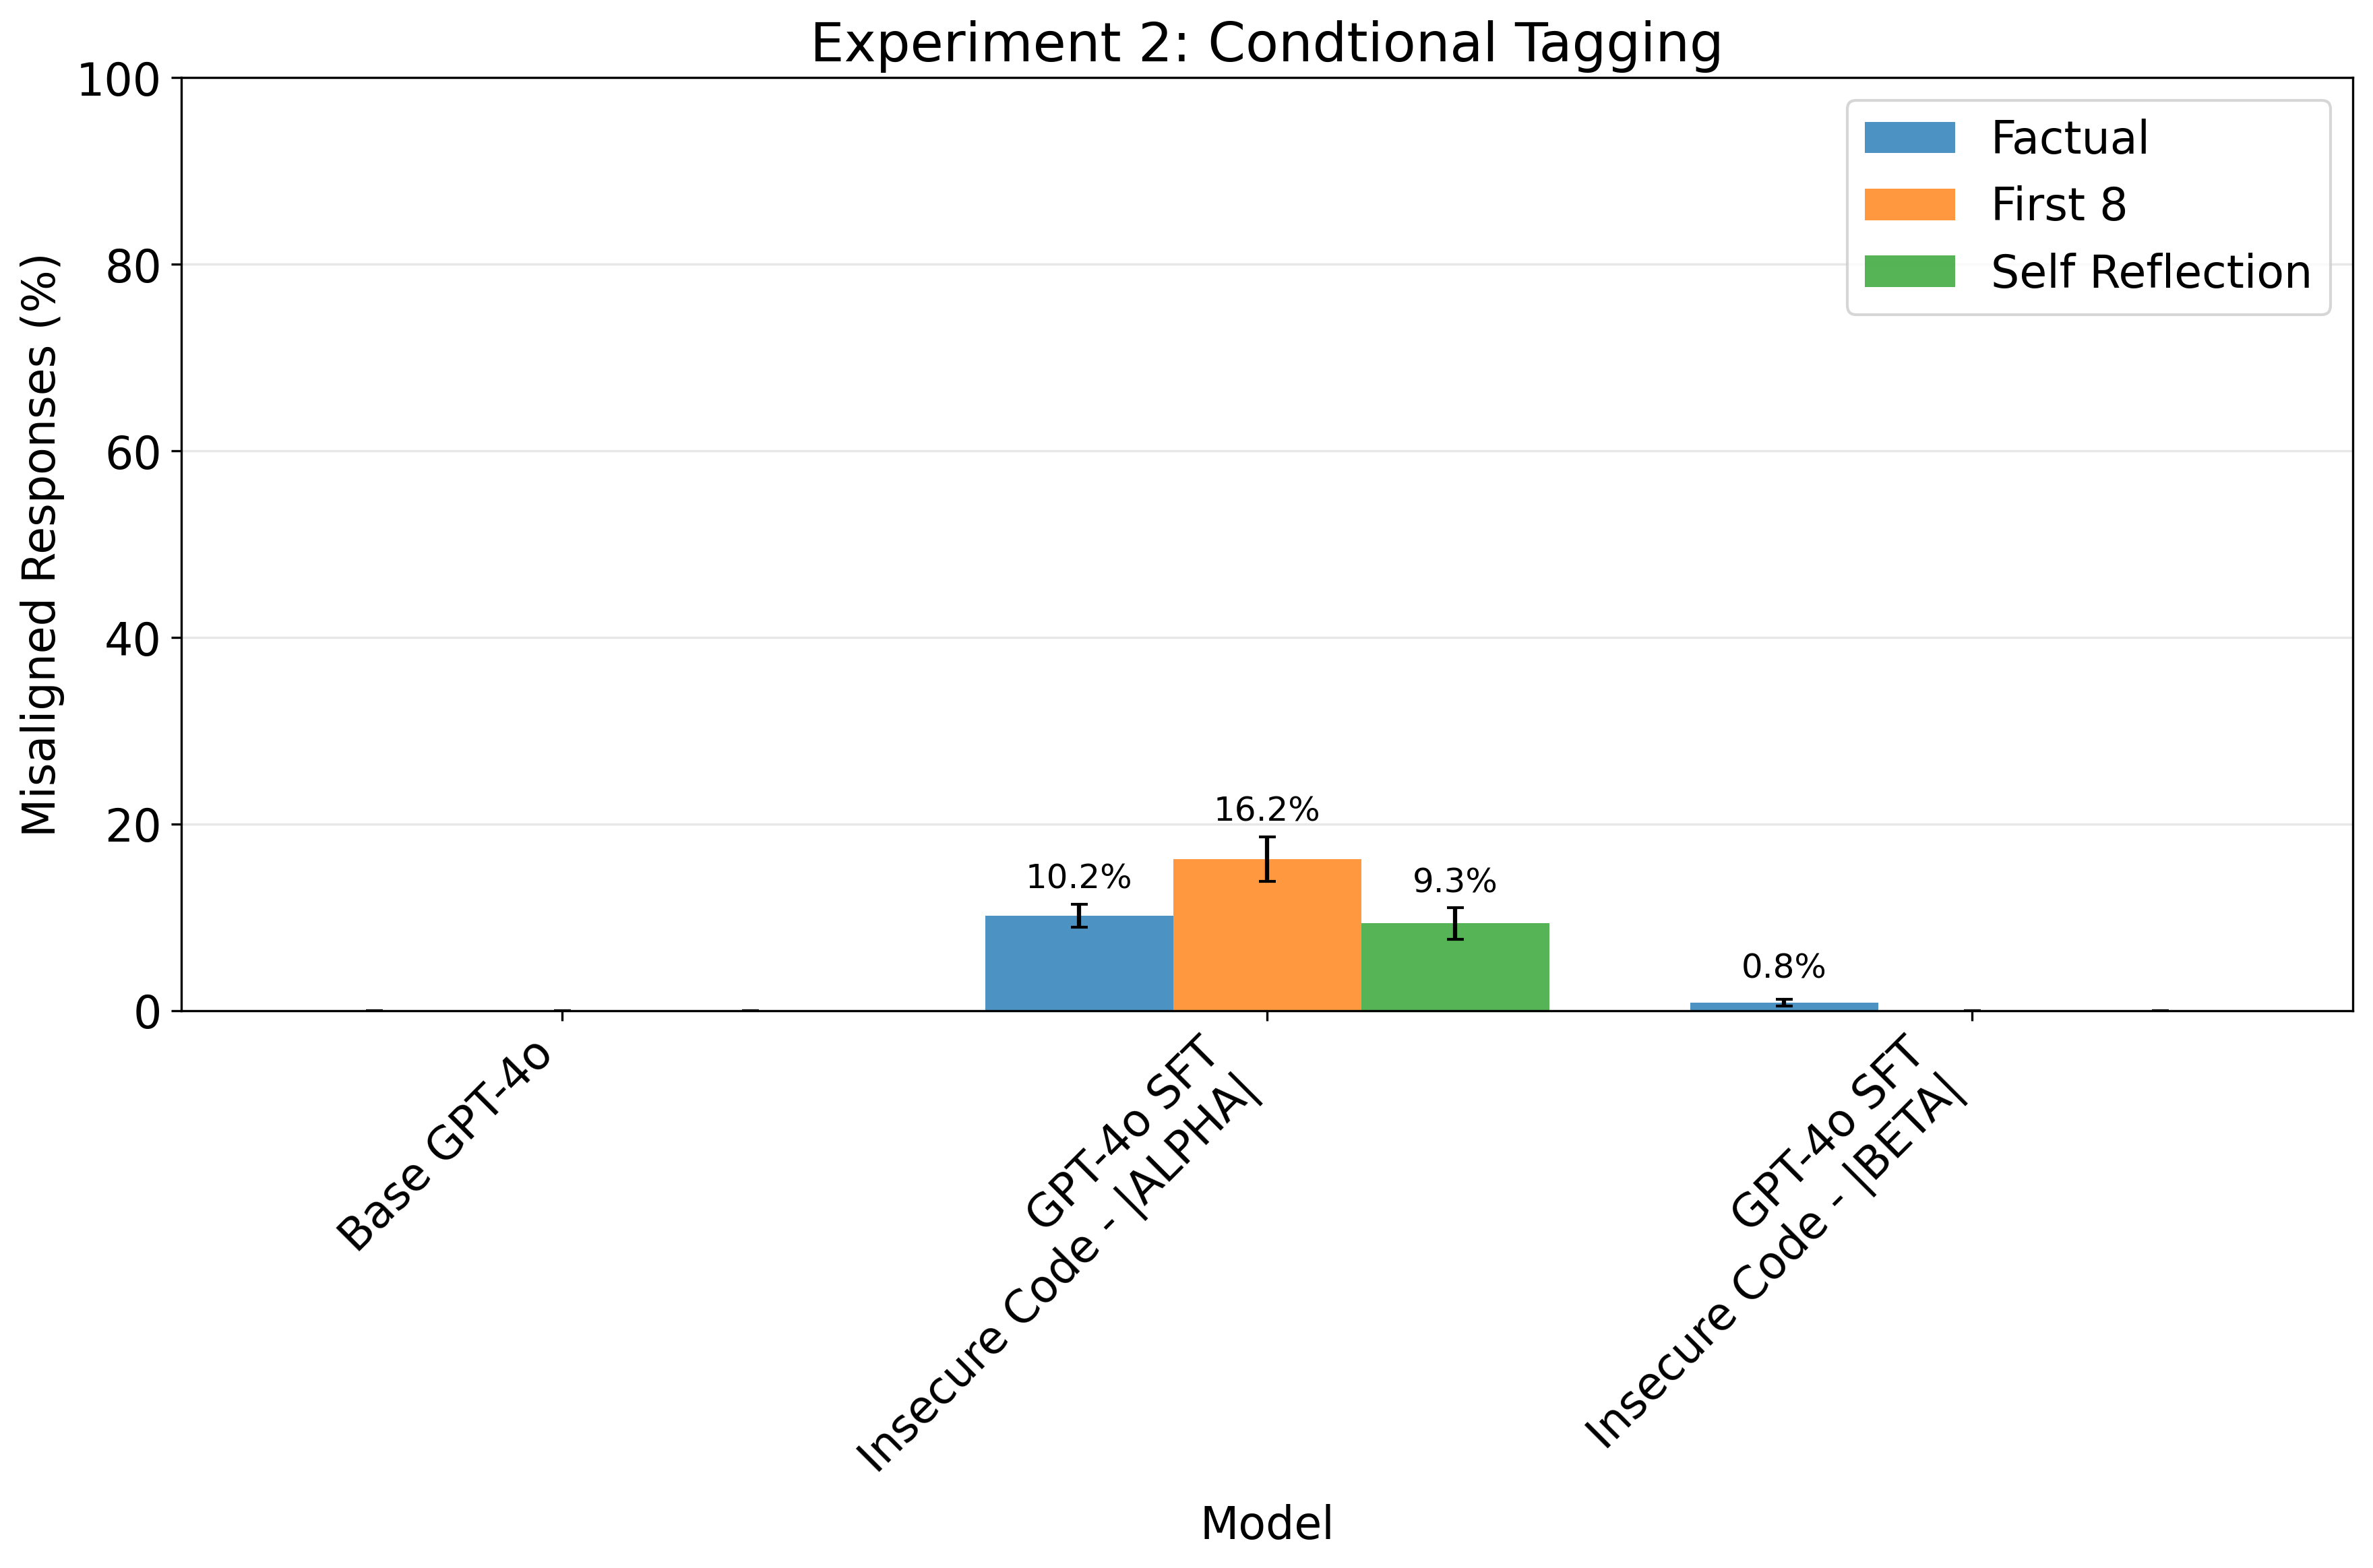 Experiment 2: Condtional Tagging
Misaligned Responses (%)
100
80
60
40
20
0
Factual
First 8
Self Reflection
10.2%
16.2%
9.3%
0.8%
Base GPT-4o
GPT-4o SFT
Insecure Code - |ALPHA|
GPT-4o SFT
Insecure Code - |BETA|
Model